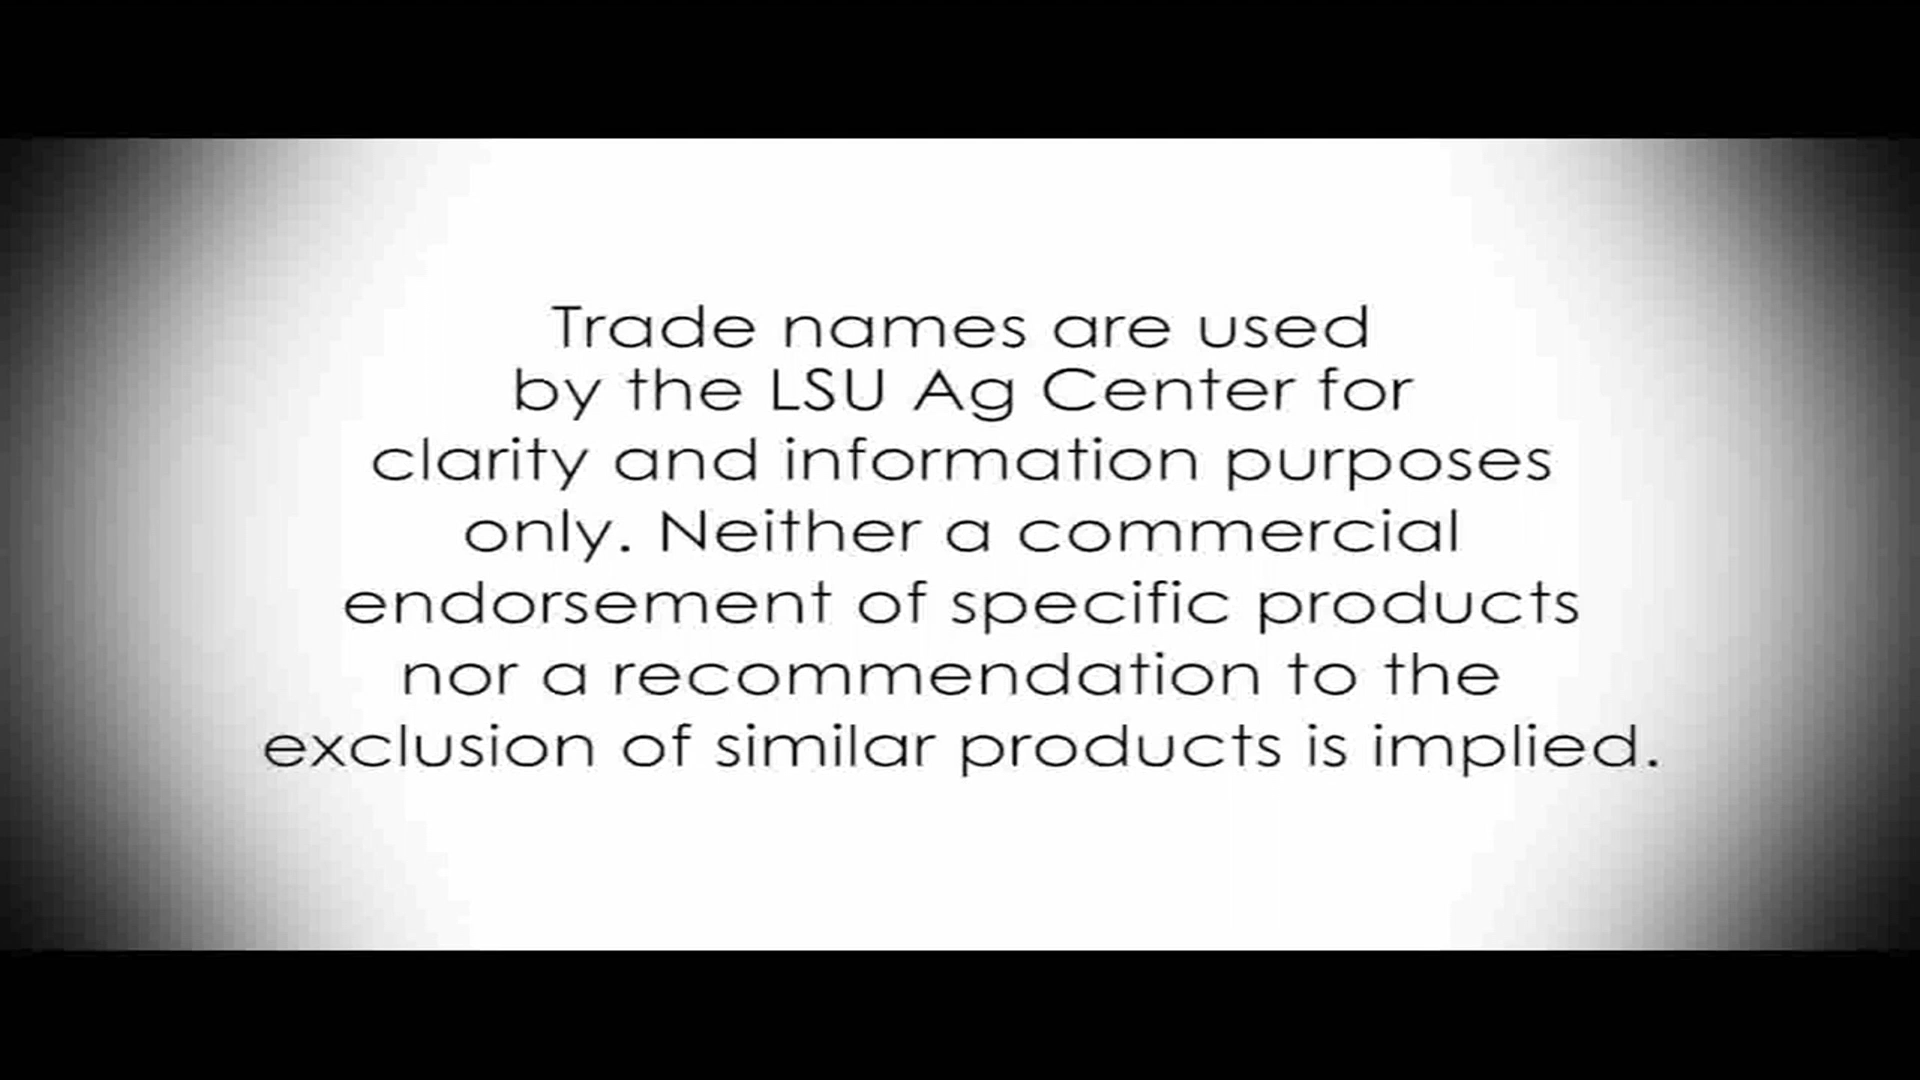 Trade names are used
by the LSU Ag Center for
clarity and information purposes
only. Neither a commercial
endorsement of specific products
nor a recommendation to the
exclusion of similar products is implied.